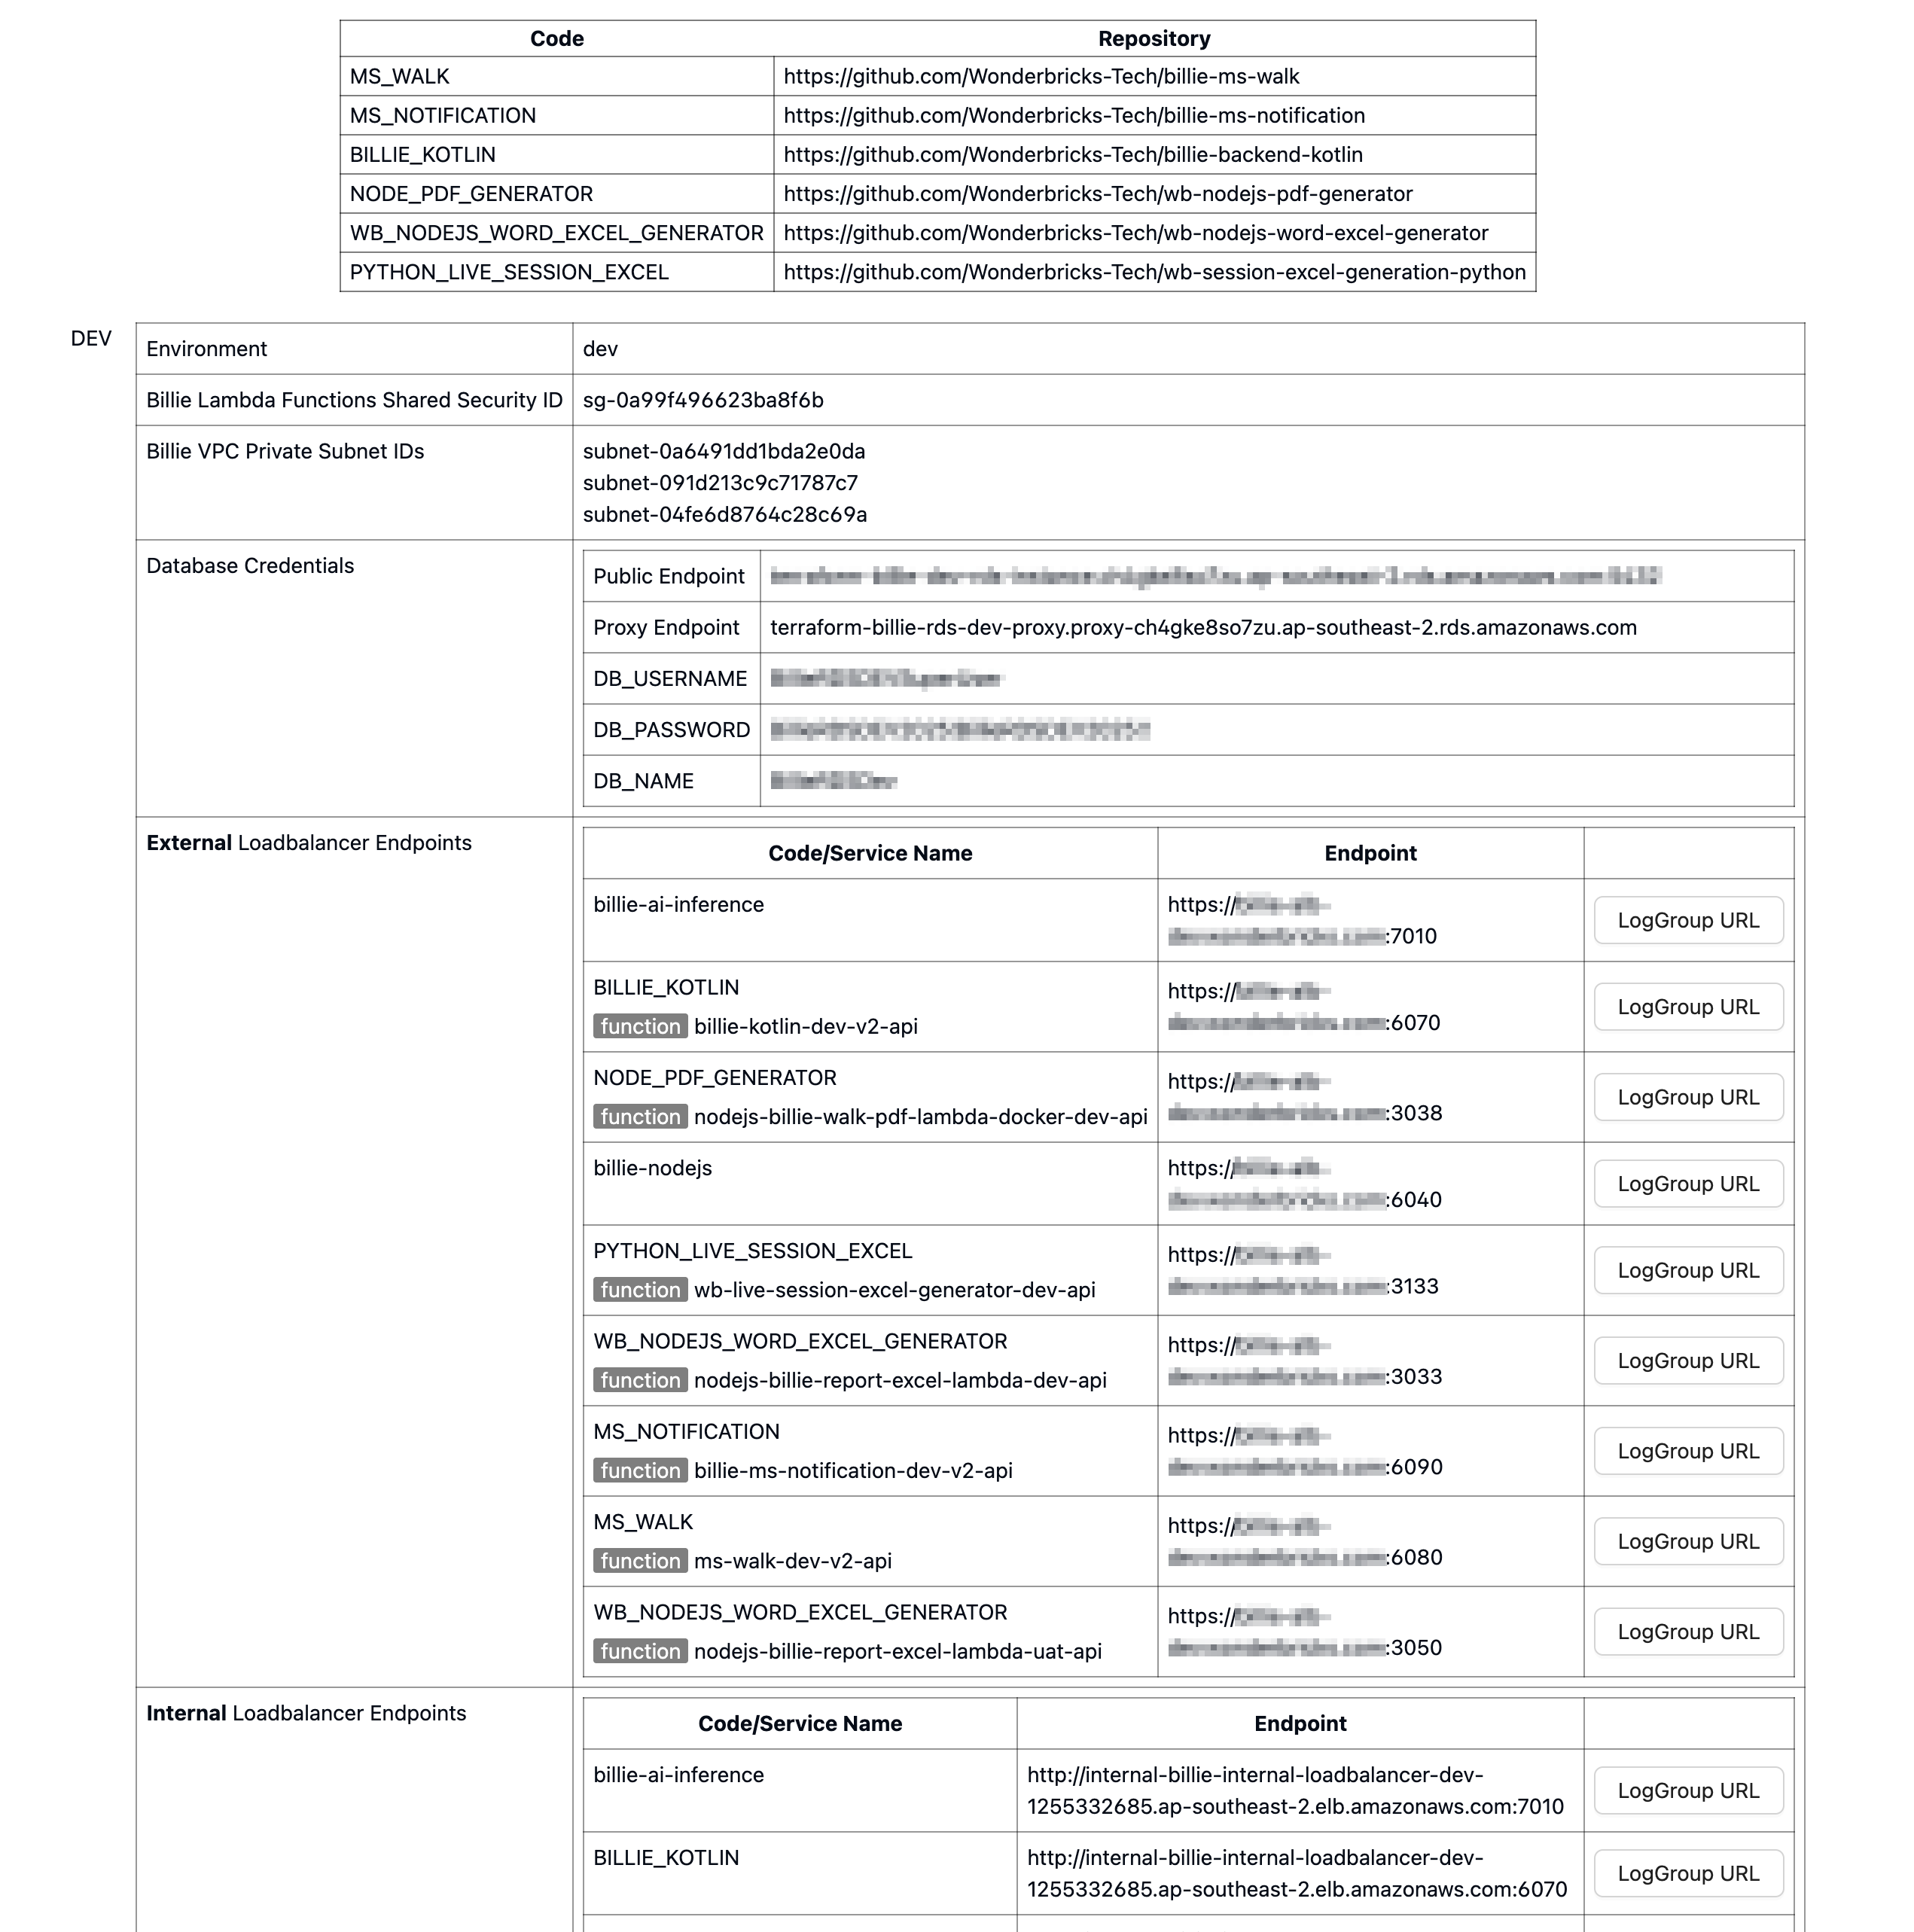 Code Repository
MS_WALK https://github.com/Wonderbricks-Tech/billie-ms-walk
MS_NOTIFICATION https://github.com/Wonderbricks-Tech/billie-ms-notification
BILLIE_KOTLIN https://github.com/Wonderbricks-Tech/billie-backend-kotlin
NODE_PDF_GENERATOR https://github.com/Wonderbricks-Tech/wb-nodejs-pdf-generator
WB_NODEJS_WORD_EXCEL_GENERATOR https://github.com/Wonderbricks-Tech/wb-nodejs-word-excel-generator
PYTHON_LIVE_SESSION_EXCEL https://github.com/Wonderbricks-Tech/wb-session-excel-generation-python
DEV
Environment dev
Billie Lambda Functions Shared Security ID sg-0a99f496623ba8f6b
Billie VPC Private Subnet IDs subnet-0a6491dd1bda2e0da
subnet-091d213c9c71787c7
subnet-04fe6d8764c28c69a
Database Credentials
Public Endpoint
Proxy Endpoint terraform-billie-rds-dev-proxy.proxy-ch4gke8so7zu.ap-southeast-2.rds.amazonaws.com
DB_USERNAME
DB_PASSWORD
DB_NAME
External Loadbalancer Endpoints
Code/Service Name Endpoint
billie-ai-inference https://
:7010 LogGroup URL
BILLIE_KOTLIN https://
function billie-kotlin-dev-v2-api :6070 LogGroup URL
NODE_PDF_GENERATOR https://
function nodejs-billie-walk-pdf-lambda-docker-dev-api :3038 LogGroup URL
billie-nodejs https://
:6040 LogGroup URL
PYTHON_LIVE_SESSION_EXCEL https://
function wb-live-session-excel-generator-dev-api :3133 LogGroup URL
WB_NODEJS_WORD_EXCEL_GENERATOR https://
function nodejs-billie-report-excel-lambda-dev-api :3033 LogGroup URL
MS_NOTIFICATION https://
function billie-ms-notification-dev-v2-api :6090 LogGroup URL
MS_WALK https://
function ms-walk-dev-v2-api :6080 LogGroup URL
WB_NODEJS_WORD_EXCEL_GENERATOR https://
function nodejs-billie-report-excel-lambda-uat-api :3050 LogGroup URL
Internal Loadbalancer Endpoints
Code/Service Name Endpoint
billie-ai-inference http://internal-billie-internal-loadbalancer-dev-
1255332685.ap-southeast-2.elb.amazonaws.com:7010 LogGroup URL
BILLIE_KOTLIN http://internal-billie-internal-loadbalancer-dev-
1255332685.ap-southeast-2.elb.amazonaws.com:6070 LogGroup URL